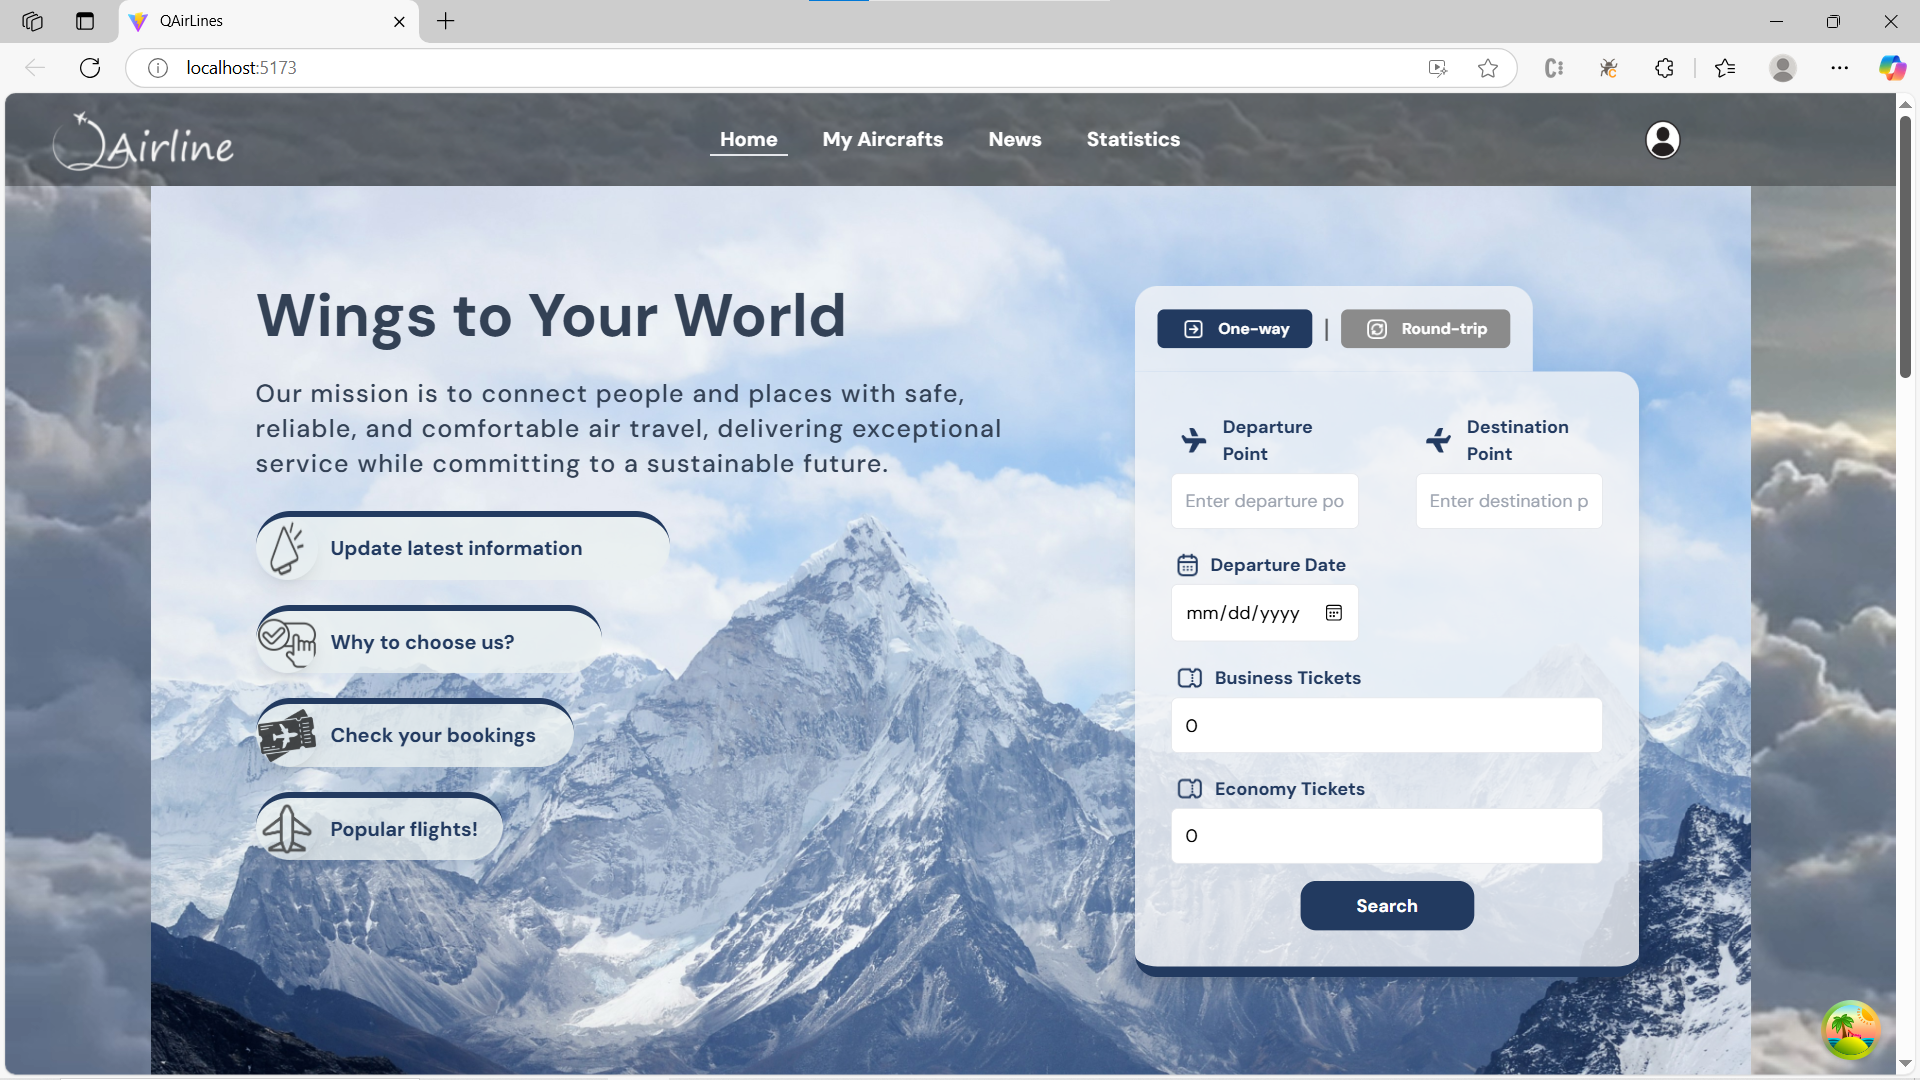 QAirLines
localhost:5173
QAirline
Home
My Aircrafts
News
Statistics
Wings to Your World
Our mission is to connect people and places with safe,
reliable, and comfortable air travel, delivering exceptional
service while committing to a sustainable future.
Update latest information
Why to choose us?
Check your bookings
Popular flights!
One-way
|
Round-trip
Departure
Point
Destination
Point
Enter departure po
Enter destination p
Departure Date
mm/dd/yyyy
Business Tickets
0
Economy Tickets
0
Search